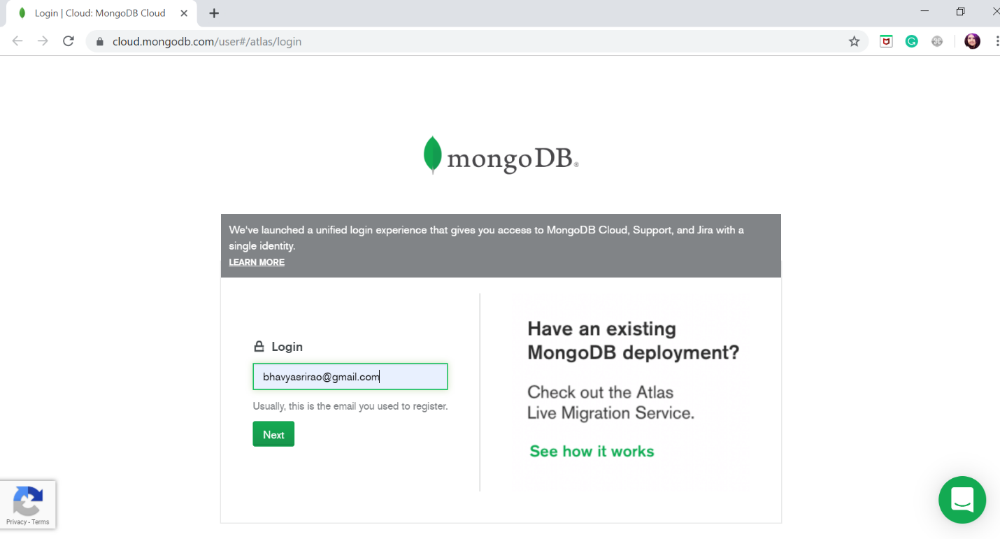 Login | Cloud: MongoDB Cloud
cloud.mongodb.com/user#/atlas/login
mongoDB®
We've launched a unified login experience that gives you access to MongoDB Cloud, Support, and Jira with a
single identity.
LEARN MORE
Login
bhavyasrirao@gmail.com
Usually, this is the email you used to register.
Next
Have an existing
MongoDB deployment?
Check out the Atlas
Live Migration Service.
See how it works
Privacy - Terms